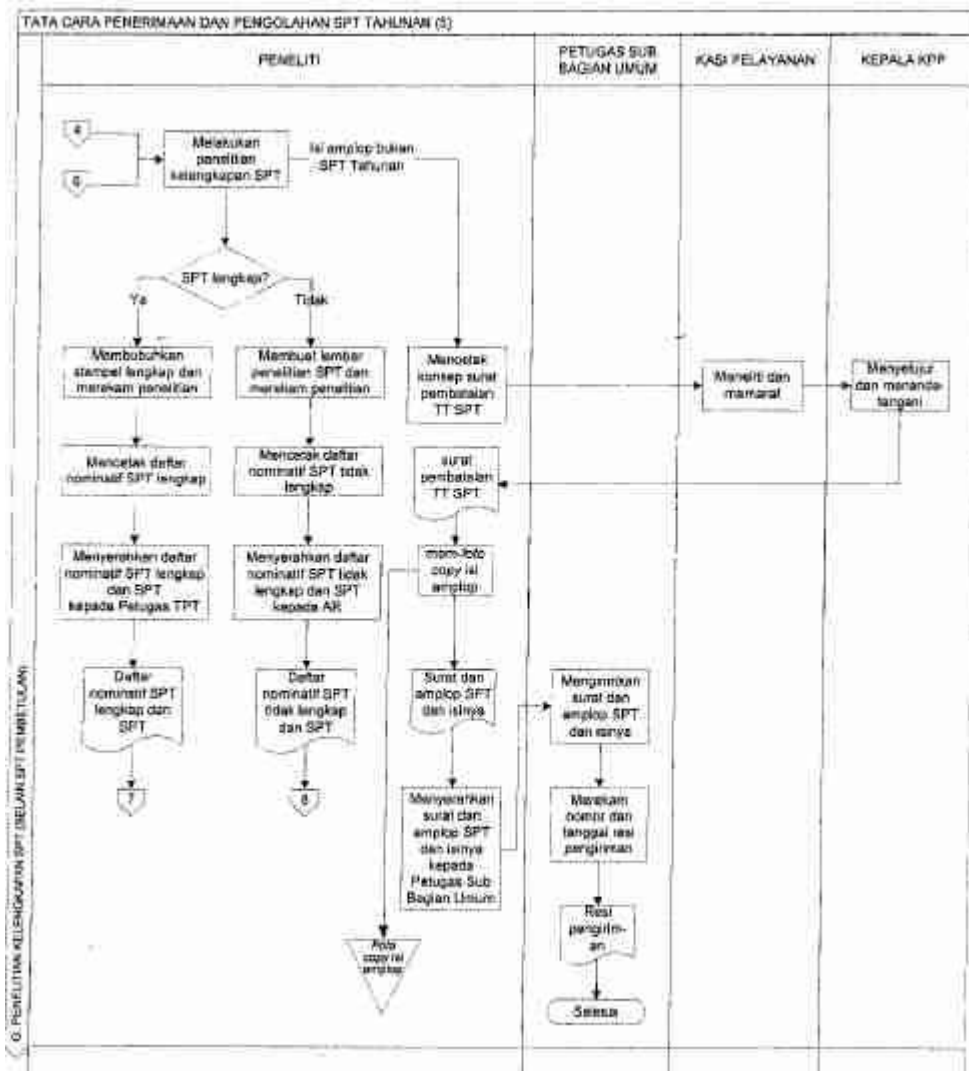 TATA CARA PENERIMAAN DAN PENGOLAHAN SPT TAHUNAN (5)
PENELITI
PETUGAS SUB
BAGIAN UMUM
KASI PELAYANAN
KEPALA KPP
4
Melakukan
penelitian
kelengkapan SPT
Isi amplop bukan
SPT Tahunan
SPT lengkap?
Ya
Tidak
Membubuhkan
stempel lengkap dan
merekam penelitian
Membuat lembar
penelitian SPT dan
merekam penelitian
Mencetak
konsep surat
pembatalan
TT SPT
Meneliti dan
memaraf
Menyetujui
dan menanda-
tangani
Mencetak daftar
nominatif SPT lengkap
Mencetak daftar
nominatif SPT tidak
lengkap
surat
pembatalan
TT SPT
Menyerahkan daftar
nominatif SPT lengkap
dan SPT
kepada Petugas TPT
Menyerahkan daftar
nominatif SPT tidak
lengkap dan SPT
kepada AR
mem-foto
copy isi
amplop
Daftar
nominatif SPT
lengkap dan
SPT
Daftar
nominatif SPT
tidak lengkap
dan SPT
Surat dan
amplop SPT
dan isinya
Mengirimkan
surat dan
amplop SPT
dan isinya
7
8
Menyerahkan
surat dan
amplop SPT
dan isinya
kepada
Petugas Sub
Bagian Umum
Merekam
nomor dan
tanggal resi
pengiriman
Foto
copy isi
amplop
Resi
pengirim-
an
Selesai
G. PENELITIAN KELENGKAPAN SPT (SELAIN SPT PEMBETULAN)